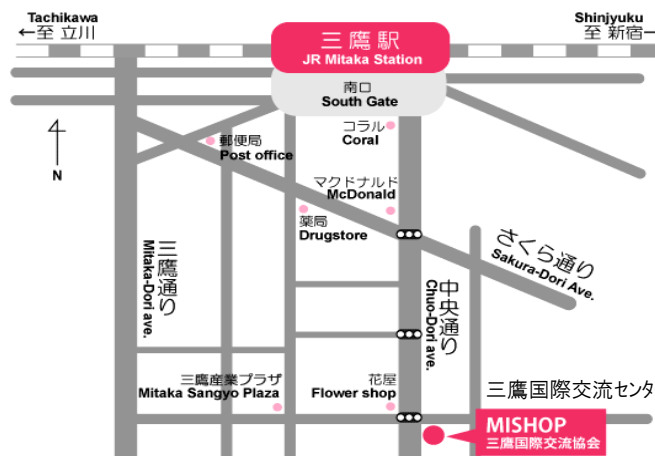 Tachikawa
←至 立川
Shinjyuku
至 新宿→
三鷹駅
JR Mitaka Station
南口
South Gate
コラル
Coral
郵便局
Post office
N
マクドナルド
McDonald
薬局
Drugstore
さくら通り
Sakura-Dori Ave.
三鷹通り
Mitaka-Dori ave.
中央通り
Chuo-Dori ave.
三鷹産業プラザ
Mitaka Sangyo Plaza
花屋
Flower shop
三鷹国際交流センタ
MISHOP
三鷹国際交流協会